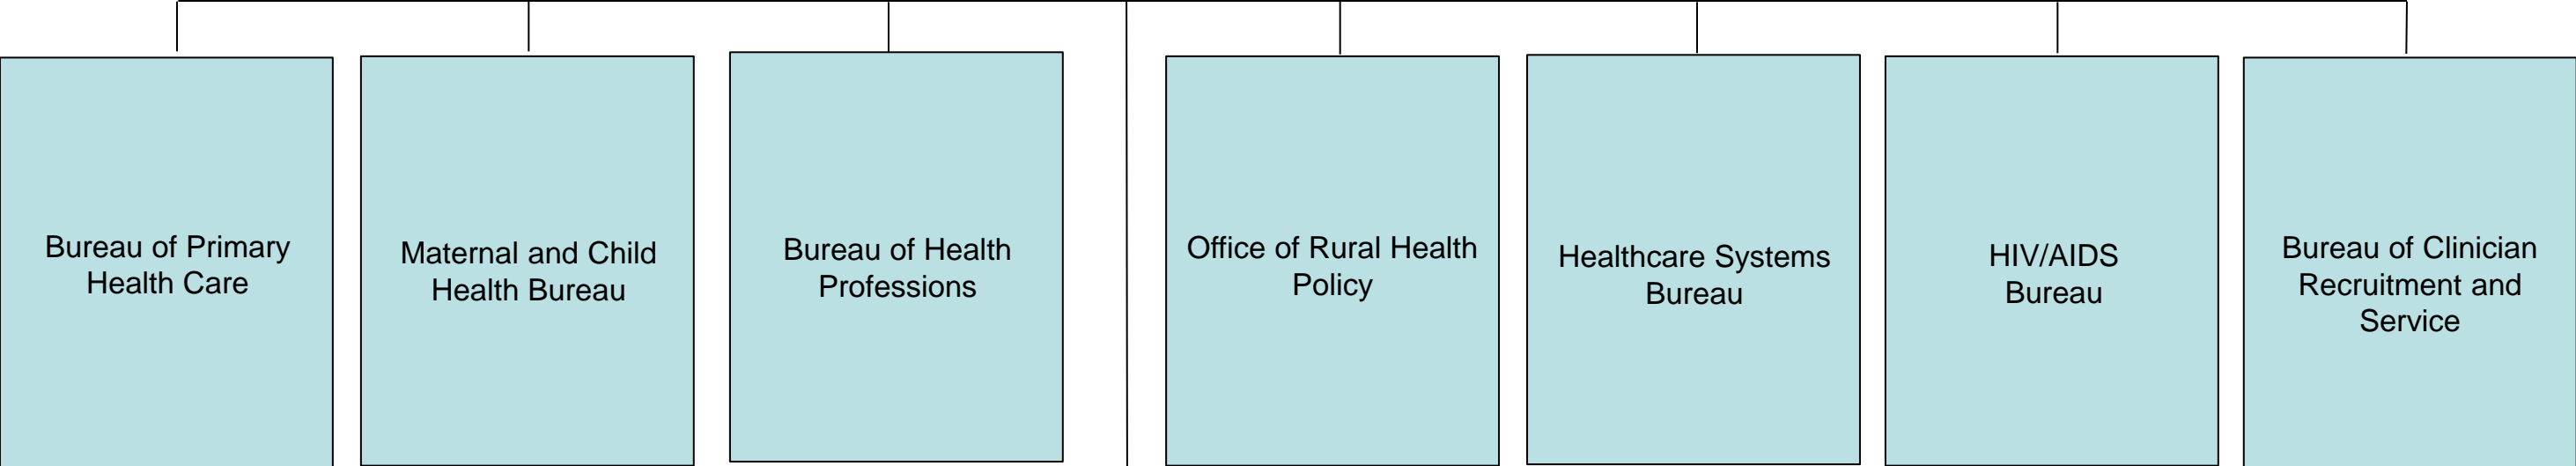 Bureau of Primary
Health Care
Maternal and Child
Health Bureau
Bureau of Health
Professions
Office of Rural Health
Policy
Healthcare Systems
Bureau
HIV/AIDS
Bureau
Bureau of Clinician
Recruitment and
Service